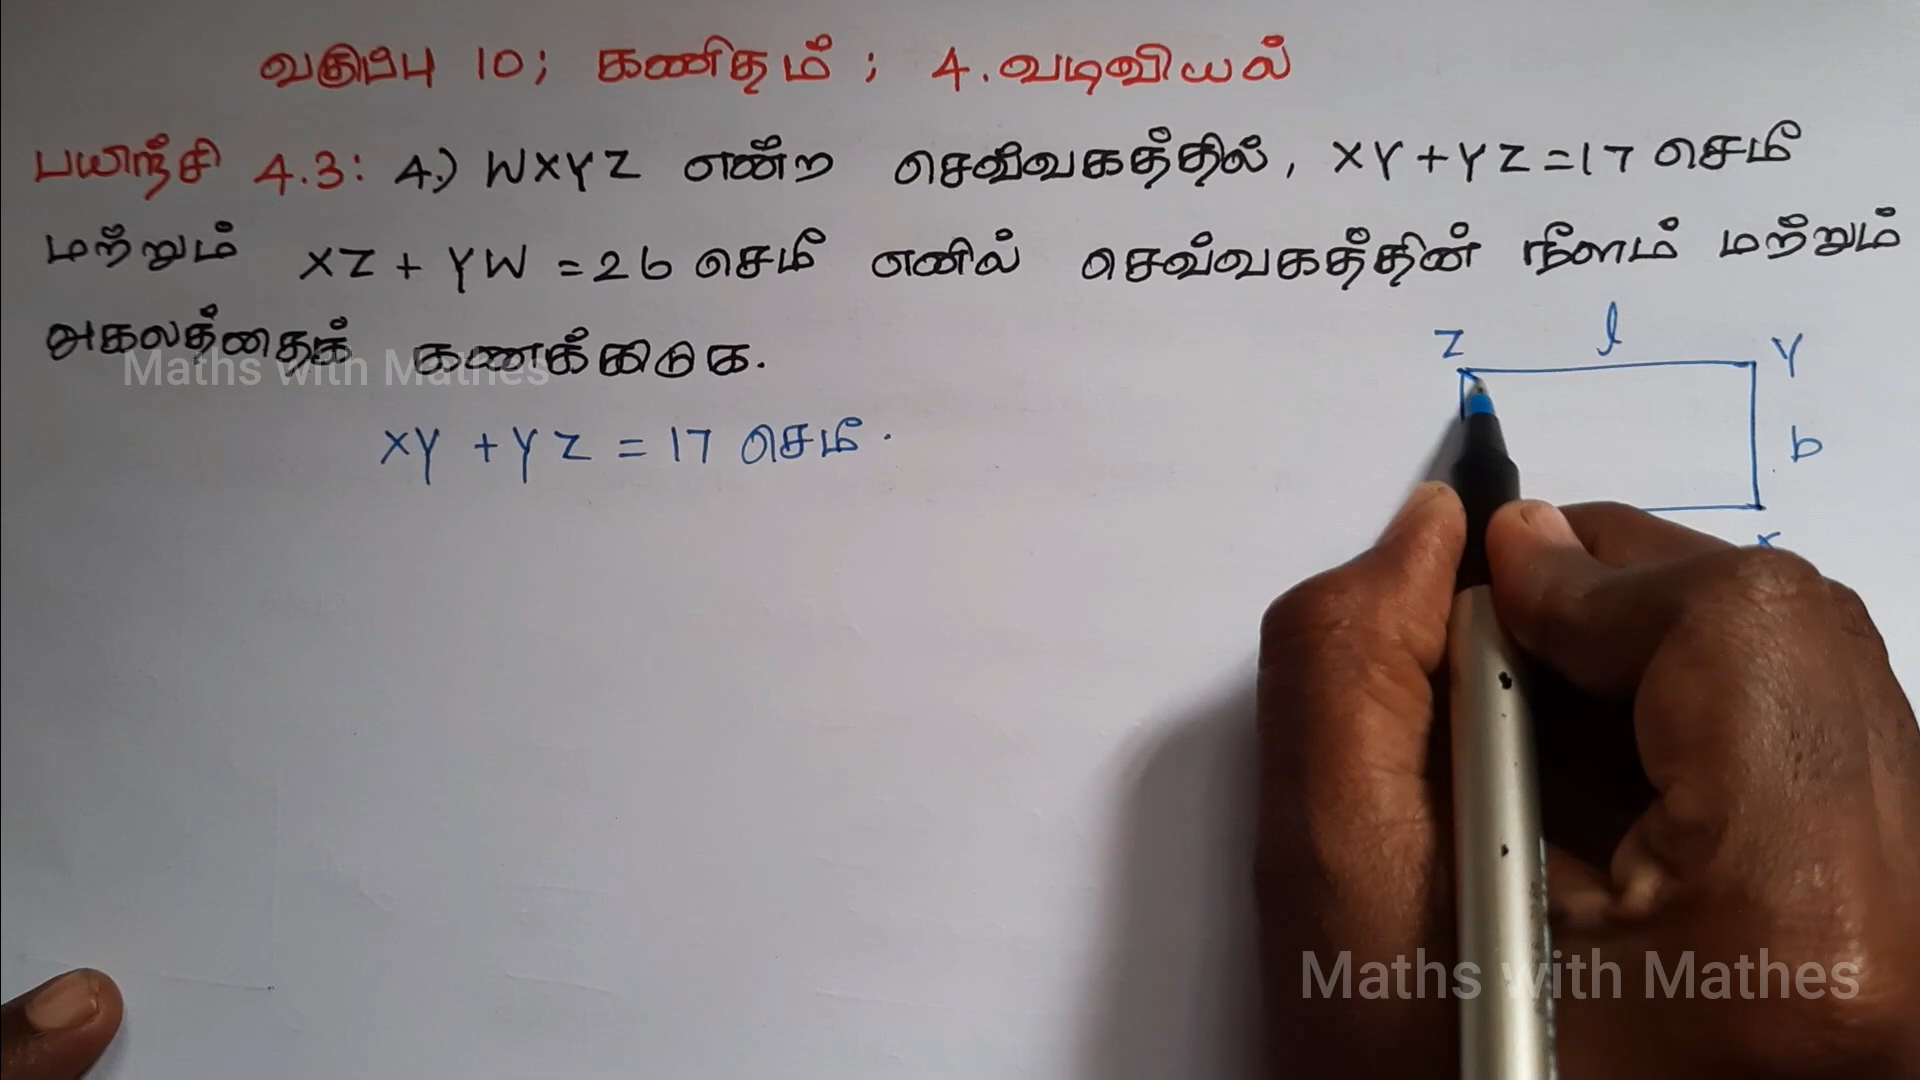 வகுப்பு 10; கணிதம்; 4. வடிவியல்
பயிற்சி 4.3: 4.) WXYZ என்ற செவ்வகத்தில், XY + YZ = 17 செமீ
மற்றும் XZ + YW = 26 செமீ எனில் செவ்வகத்தின் நீளம் மற்றும்
அகலத்தைக் கணக்கிடுக.
Maths with Mathes
Z l Y
XY + YZ = 17 செமீ.
b
X
Maths with Mathes